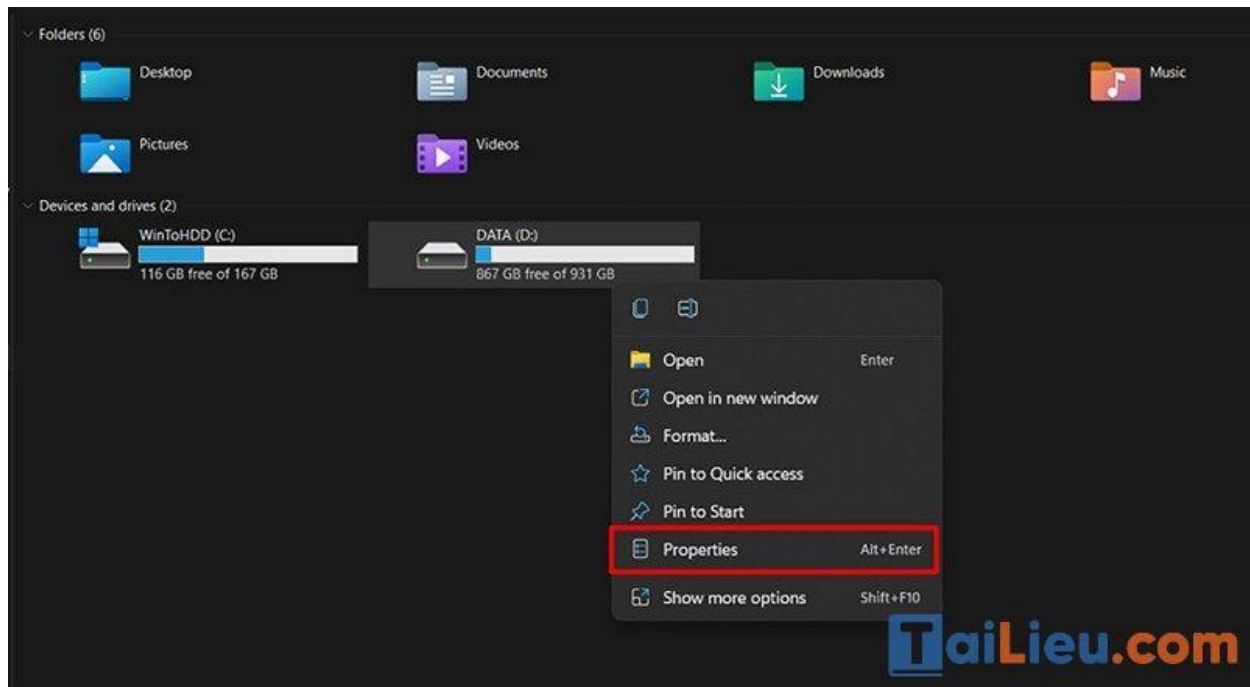 Folders (6)
Desktop
Documents
Downloads
Music
Pictures
Videos
Devices and drives (2)
WinToHDD (C:)
116 GB free of 167 GB
DATA (D:)
867 GB free of 931 GB
Open Enter
Open in new window
Format...
Pin to Quick access
Pin to Start
Properties Alt+Enter
Show more options Shift+F10
TaiLieu.com